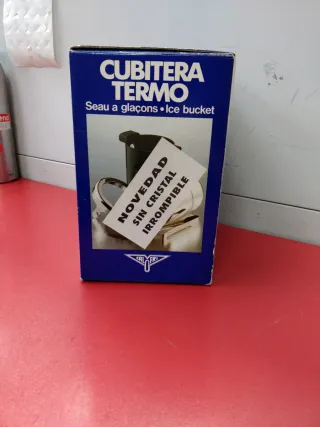 CUBITERA
TERMO
Seau a glaçons • Ice bucket
NOVEDAD
SIN CRISTAL
IRROMPIBLE